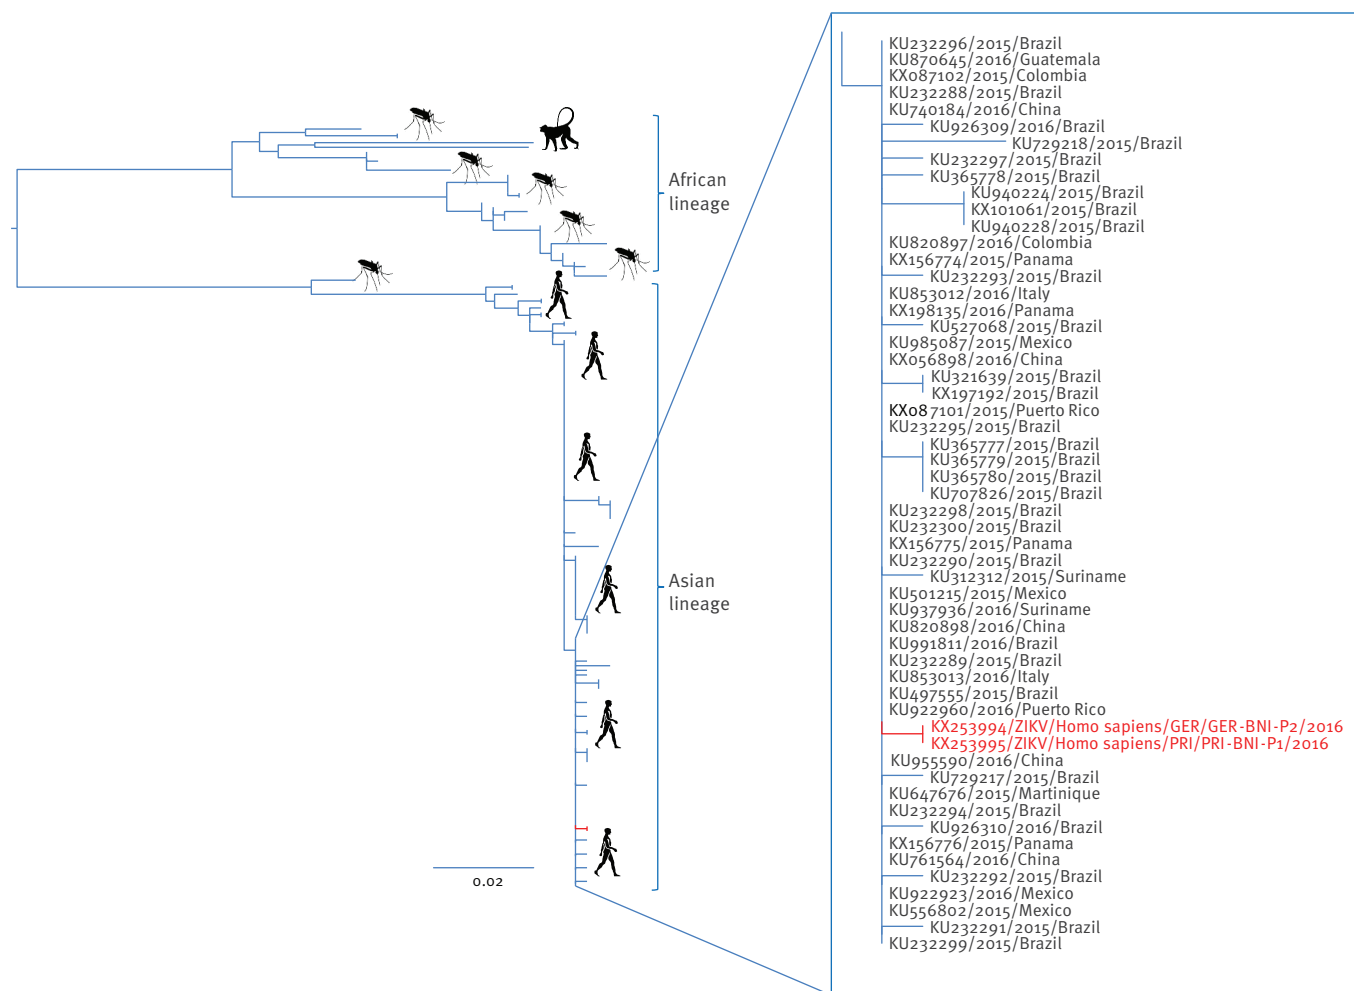 African
lineage
Asian
lineage
0.02
KU232296/2015/Brazil
KU870645/2016/Guatemala
KX087102/2015/Colombia
KU232288/2015/Brazil
KU740184/2016/China
KU926309/2016/Brazil
KU729218/2015/Brazil
KU232297/2015/Brazil
KU365778/2015/Brazil
KU940224/2015/Brazil
KX101061/2015/Brazil
KU940228/2015/Brazil
KU820897/2016/Colombia
KX156774/2015/Panama
KU232293/2015/Brazil
KU853012/2016/Italy
KX198135/2016/Panama
KU527068/2015/Brazil
KU985087/2015/Mexico
KX056898/2016/China
KU321639/2015/Brazil
KX197192/2015/Brazil
KX087101/2015/Puerto Rico
KU232295/2015/Brazil
KU365777/2015/Brazil
KU365779/2015/Brazil
KU365780/2015/Brazil
KU707826/2015/Brazil
KU232298/2015/Brazil
KU232300/2015/Brazil
KX156775/2015/Panama
KU232290/2015/Brazil
KU312312/2015/Suriname
KU501215/2015/Mexico
KU937936/2016/Suriname
KU820898/2016/China
KU991811/2016/Brazil
KU232289/2015/Brazil
KU853013/2016/Italy
KU497555/2015/Brazil
KU922960/2016/Puerto Rico
KX253994/ZIKV/Homo sapiens/GER/GER-BNI-P2/2016
KX253995/ZIKV/Homo sapiens/PRI/PRI-BNI-P1/2016
KU955590/2016/China
KU729217/2015/Brazil
KU647676/2015/Martinique
KU232294/2015/Brazil
KU926310/2016/Brazil
KX156776/2015/Panama
KU761564/2016/China
KU232292/2015/Brazil
KU922923/2016/Mexico
KU556802/2015/Mexico
KU232291/2015/Brazil
KU232299/2015/Brazil